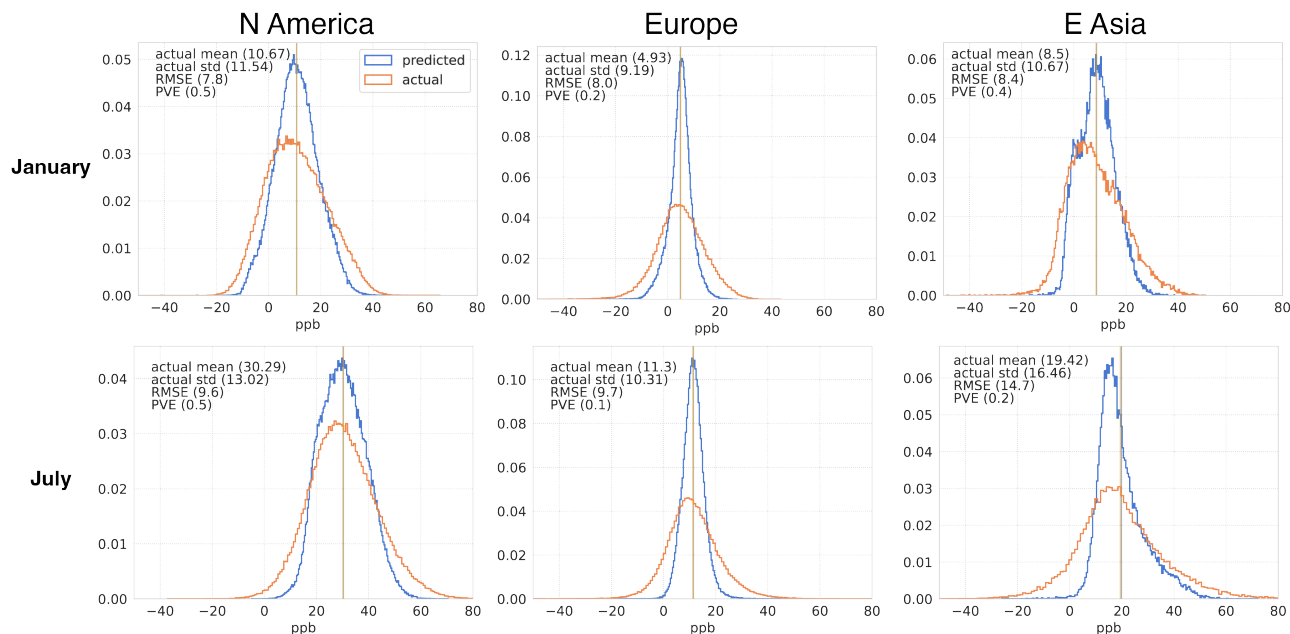 N America
Europe
E Asia
January
actual mean (10.67)
actual std (11.54)
RMSE (7.8)
PVE (0.5)
predicted
actual
0.05
0.04
0.03
0.02
0.01
0.00
−40 −20 0 20 40 60 80
ppb
actual mean (4.93)
actual std (9.19)
RMSE (8.0)
PVE (0.2)
0.12
0.10
0.08
0.06
0.04
0.02
0.00
−40 −20 0 20 40 60 80
ppb
actual mean (8.5)
actual std (10.67)
RMSE (8.4)
PVE (0.4)
0.06
0.05
0.04
0.03
0.02
0.01
0.00
−40 −20 0 20 40 60 80
ppb
July
actual mean (30.29)
actual std (13.02)
RMSE (9.6)
PVE (0.5)
0.04
0.03
0.02
0.01
0.00
−40 −20 0 20 40 60 80
ppb
actual mean (11.3)
actual std (10.31)
RMSE (9.7)
PVE (0.1)
0.10
0.08
0.06
0.04
0.02
0.00
−40 −20 0 20 40 60 80
ppb
actual mean (19.42)
actual std (16.46)
RMSE (14.7)
PVE (0.2)
0.06
0.05
0.04
0.03
0.02
0.01
0.00
−40 −20 0 20 40 60 80
ppb